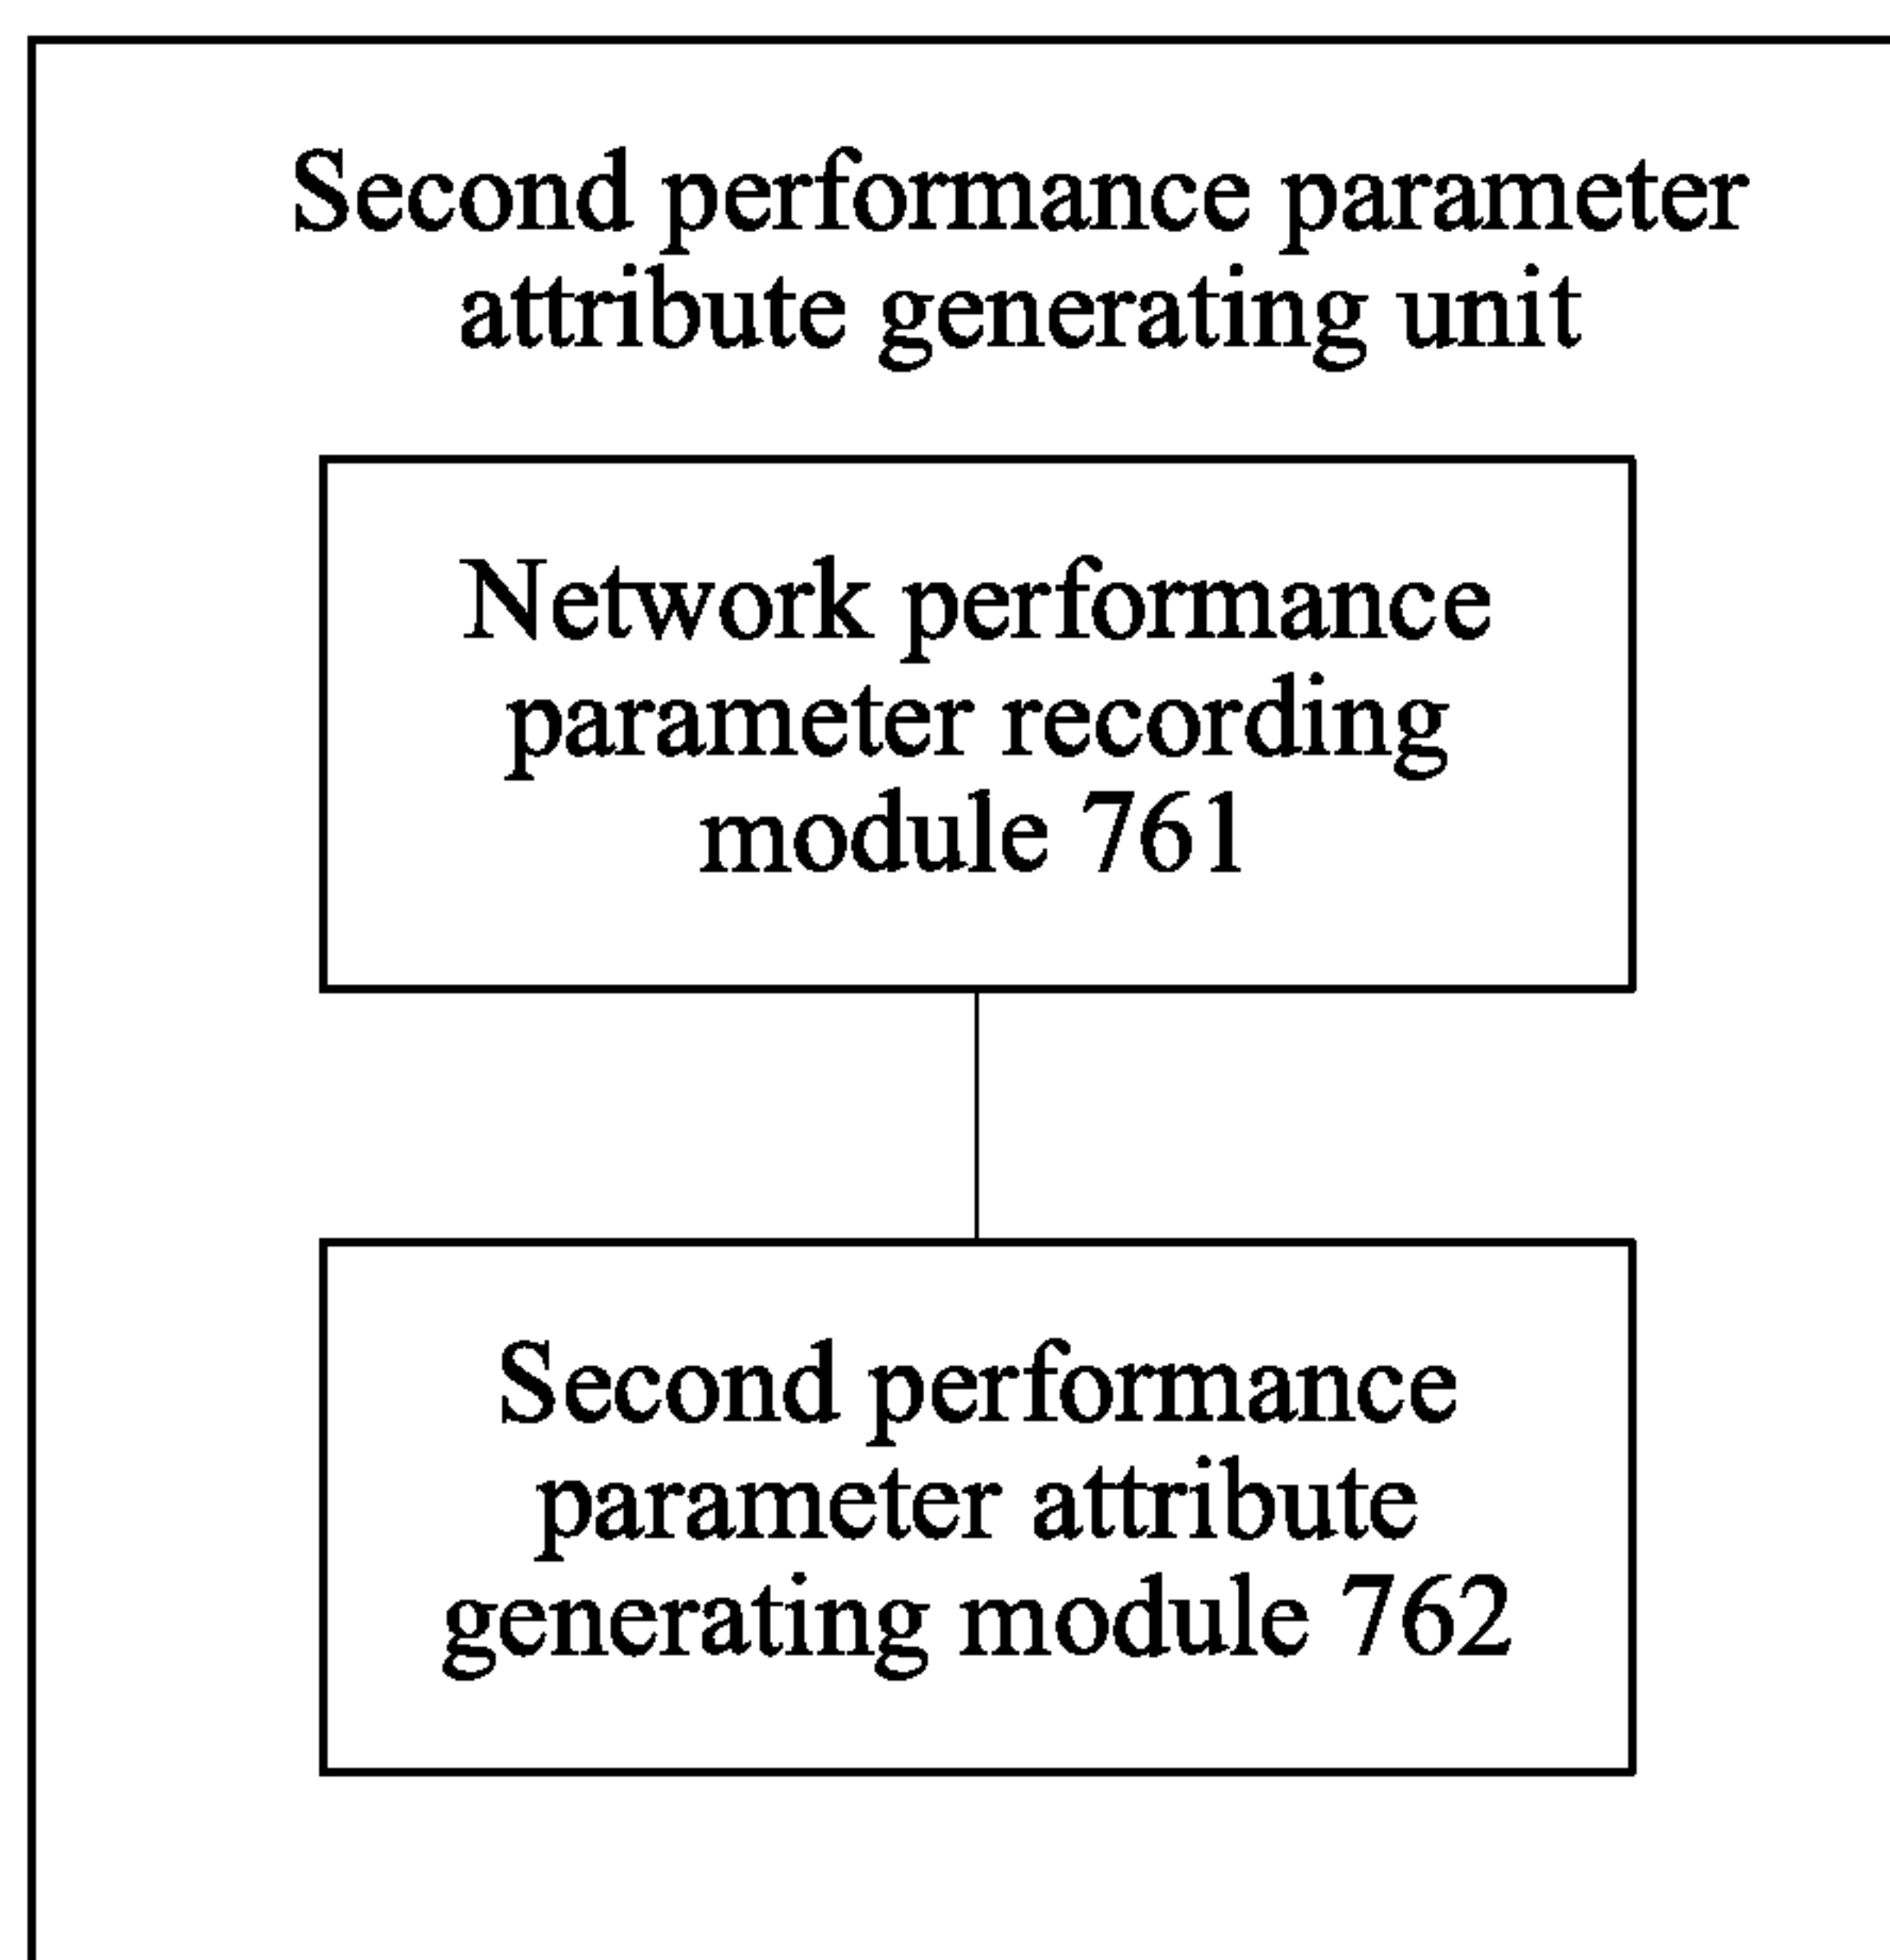 Second performance parameter
attribute generating unit
Network performance
parameter recording
module 761
Second performance
parameter attribute
generating module 762